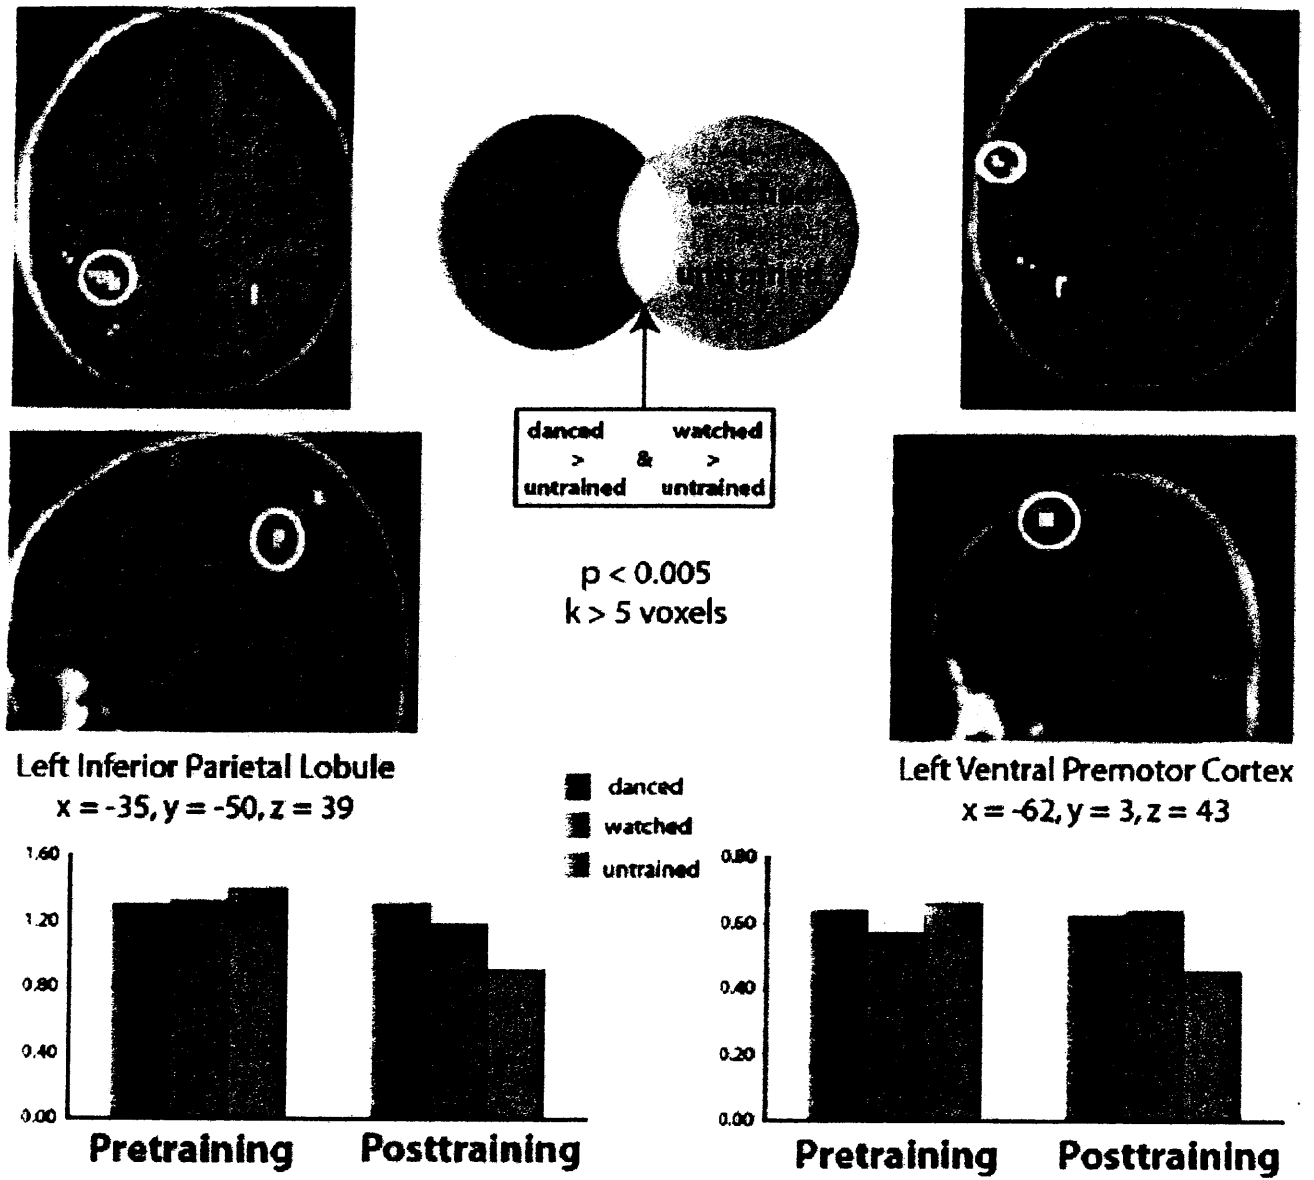 untrained
danced watched
> & >
untrained untrained
p < 0.005
k > 5 voxels
Left Inferior Parietal Lobule
x = -35, y = -50, z = 39
Left Ventral Premotor Cortex
x = -62, y = 3, z = 43
danced
watched
untrained
1.60
1.20
0.80
0.40
0.00
Pretraining Posttraining
0.80
0.60
0.40
0.20
0.00
Pretraining Posttraining